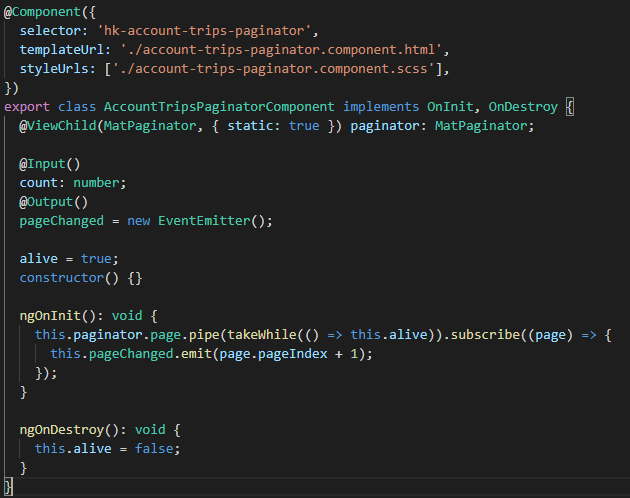 @Component({
  selector: 'hk-account-trips-paginator',
  templateUrl: './account-trips-paginator.component.html',
  styleUrls: ['./account-trips-paginator.component.scss'],
})
export class AccountTripsPaginatorComponent implements OnInit, OnDestroy {
  @ViewChild(MatPaginator, { static: true }) paginator: MatPaginator;

  @Input()
  count: number;
  @Output()
  pageChanged = new EventEmitter();

  alive = true;
  constructor() {}

  ngOnInit(): void {
    this.paginator.page.pipe(takeWhile(() => this.alive)).subscribe((page) => {
      this.pageChanged.emit(page.pageIndex + 1);
    });
  }

  ngOnDestroy(): void {
    this.alive = false;
  }
}